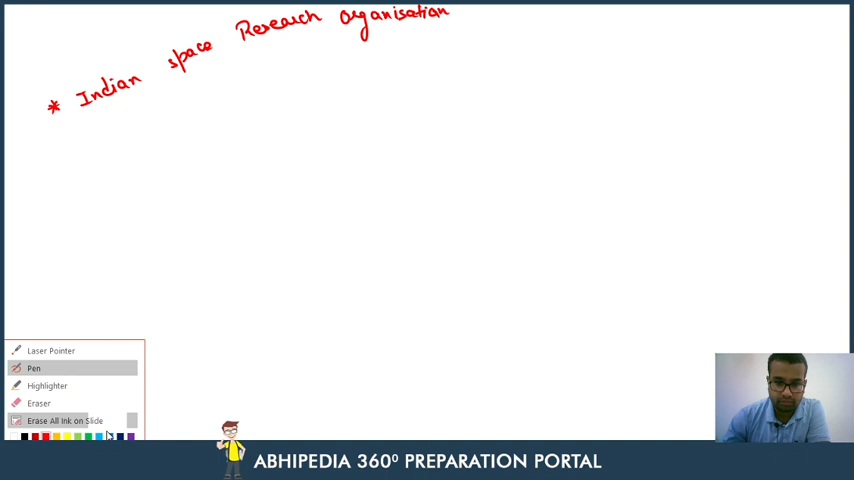 * Indian space Research organisation
Laser Pointer
Pen
Highlighter
Eraser
Erase All Ink on Slide
ABHIPEDIA 360⁰ PREPARATION PORTAL